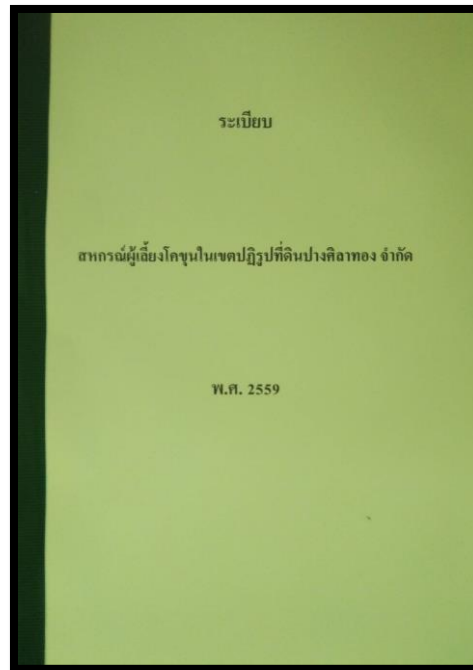 ระเบียบ
สหกรณ์ผู้เลี้ยงโคขุนในเขตปฏิรูปที่ดินปางศิลาทอง จำกัด
พ.ศ. 2559